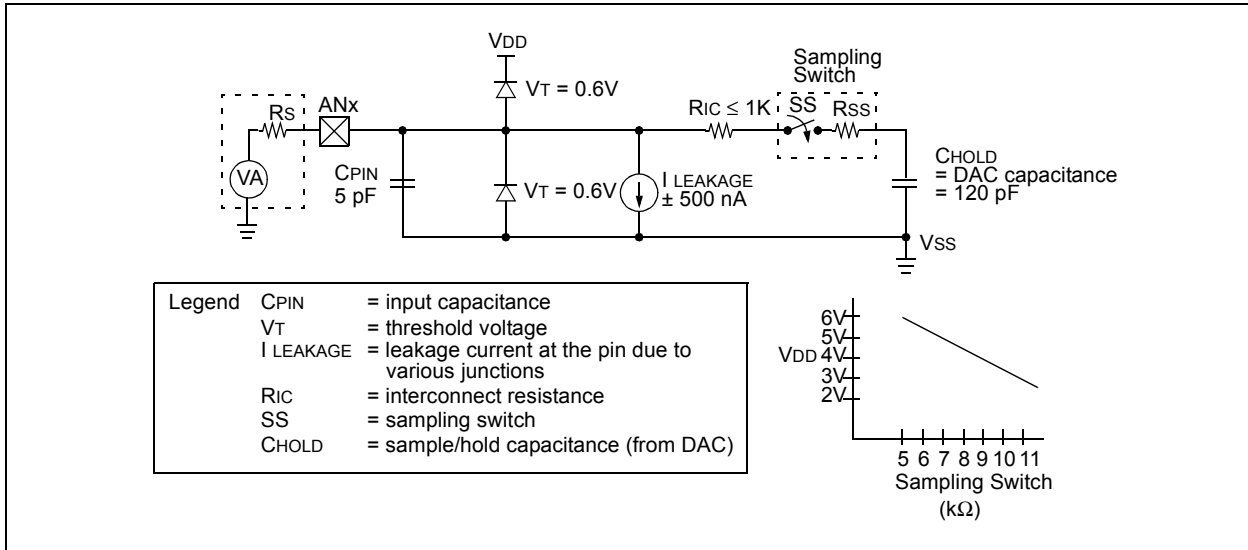 VDD
Sampling
Switch
VT = 0.6V
RS
ANx
RIC ≤ 1K
SS
RSS
VA
CPIN
5 pF
VT = 0.6V
I LEAKAGE
± 500 nA
CHOLD
= DAC capacitance
= 120 pF
VSS
Legend CPIN = input capacitance
VT = threshold voltage
I LEAKAGE = leakage current at the pin due to
various junctions
RIC = interconnect resistance
SS = sampling switch
CHOLD = sample/hold capacitance (from DAC)
6V
5V
VDD 4V
3V
2V
5 6 7 8 9 10 11
Sampling Switch
(kΩ)